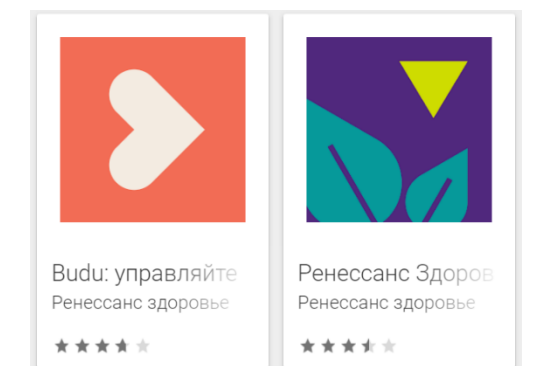 Budu: управляйте
Ренессанс здоровье
Ренессанс Здоров
Ренессанс здоровье